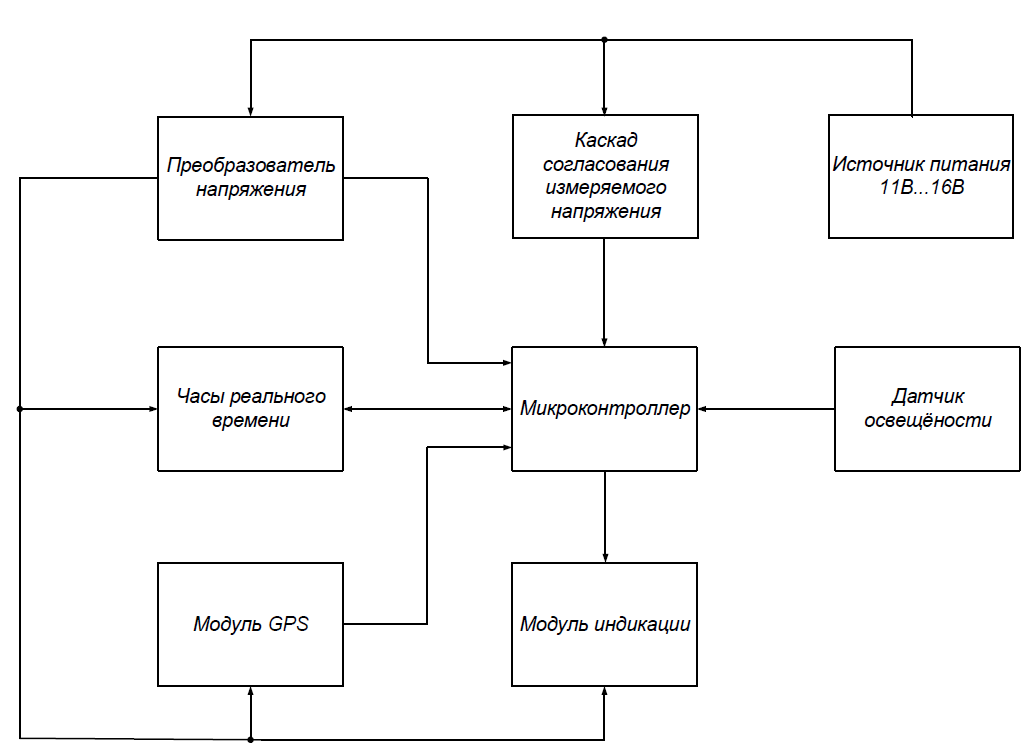 Преобразователь
напряжения
Каскад
согласования
измеряемого
напряжения
Источник питания
11В...16В
Часы реального
времени
Микроконтроллер
Датчик
освещёности
Модуль GPS
Модуль индикации